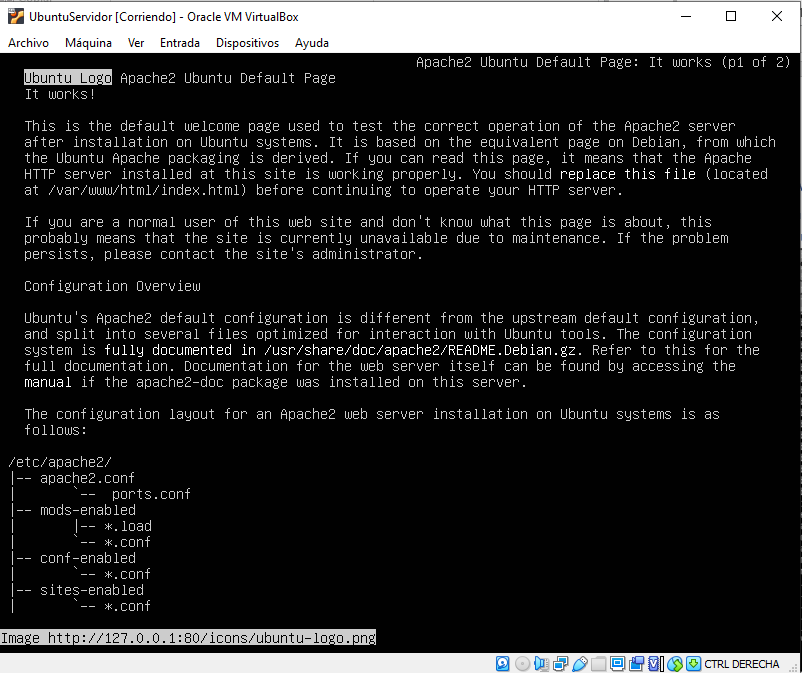 UbuntuServidor [Corriendo] - Oracle VM VirtualBox
Archivo Máquina Ver Entrada Dispositivos Ayuda
Apache2 Ubuntu Default Page: It works (p1 of 2)
Ubuntu Logo Apache2 Ubuntu Default Page
It works!
This is the default welcome page used to test the correct operation of the Apache2 server
after installation on Ubuntu systems. It is based on the equivalent page on Debian, from which
the Ubuntu Apache packaging is derived. If you can read this page, it means that the Apache
HTTP server installed at this site is working properly. You should replace this file (located
at /var/www/html/index.html) before continuing to operate your HTTP server.
If you are a normal user of this web site and don't know what this page is about, this
probably means that the site is currently unavailable due to maintenance. If the problem
persists, please contact the site's administrator.
Configuration Overview
Ubuntu's Apache2 default configuration is different from the upstream default configuration,
and split into several files optimized for interaction with Ubuntu tools. The configuration
system is fully documented in /usr/share/doc/apache2/README.Debian.gz. Refer to this for the
full documentation. Documentation for the web server itself can be found by accessing the
manual if the apache2-doc package was installed on this server.
The configuration layout for an Apache2 web server installation on Ubuntu systems is as
follows:
/etc/apache2/
|-- apache2.conf
|       `--  ports.conf
|-- mods-enabled
|       |-- *.load
|       `-- *.conf
|-- conf-enabled
|       `-- *.conf
|-- sites-enabled
|       `-- *.conf
Image http://127.0.0.1:80/icons/ubuntu-logo.png
CTRL DERECHA